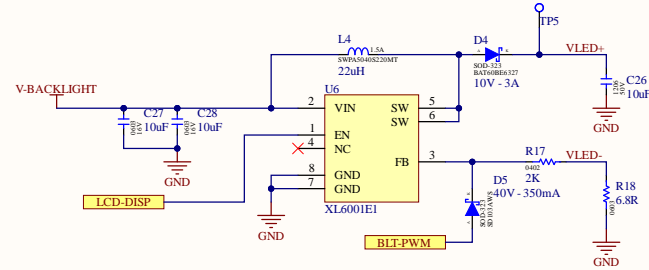 TP5
L4
1.5A
SWPA5040S220MT
22uH
D4
SOD-323
BAT60BE6327
10V - 3A
VLED+
C26
10uF
1206
50V
GND
V-BACKLIGHT
C27
10uF
0603
16V
C28
10uF
0603
16V
GND
U6
2 VIN SW 5
SW 6
1 EN
4 NC
FB 3
8 GND
7 GND
XL6001E1
GND
LCD-DISP
R17
0402
2K
VLED-
D5
40V - 350mA
SOD-323
SD103AWS
R18
6.8R
0603
GND
BLT-PWM